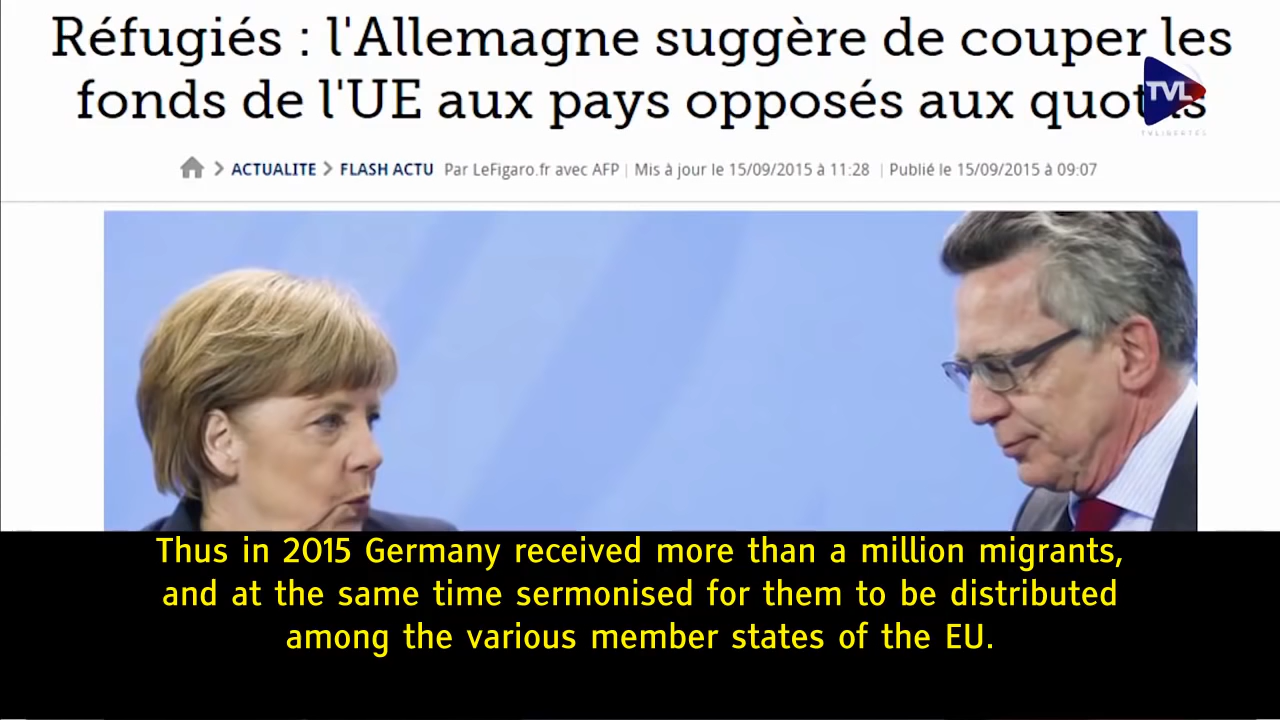 Réfugiés : l'Allemagne suggère de couper les
fonds de l'UE aux pays opposés aux quotas
TVL
TVLIBERTÉS
ACTUALITE FLASH ACTU Par LeFigaro.fr avec AFP | Mis à jour le 15/09/2015 à 11:28 | Publié le 15/09/2015 à 09:07
Thus in 2015 Germany received more than a million migrants,
and at the same time sermonised for them to be distributed
among the various member states of the EU.